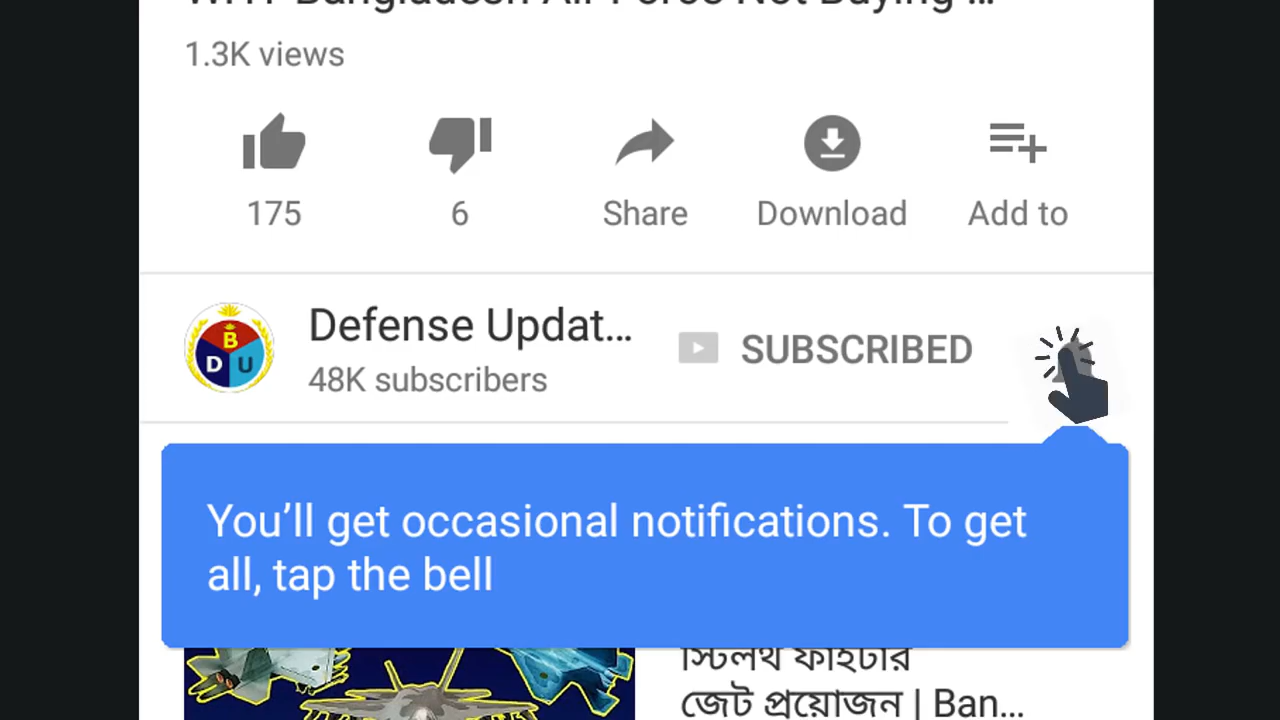 Bangladesh Air Force Not Buying ...
1.3K views
175
6
Share
Download
Add to
B
D U
Defense Updat...
48K subscribers
SUBSCRIBED
You’ll get occasional notifications. To get
all, tap the bell
স্টিলথ ফাইটার
জেট প্রয়োজন | Ban...